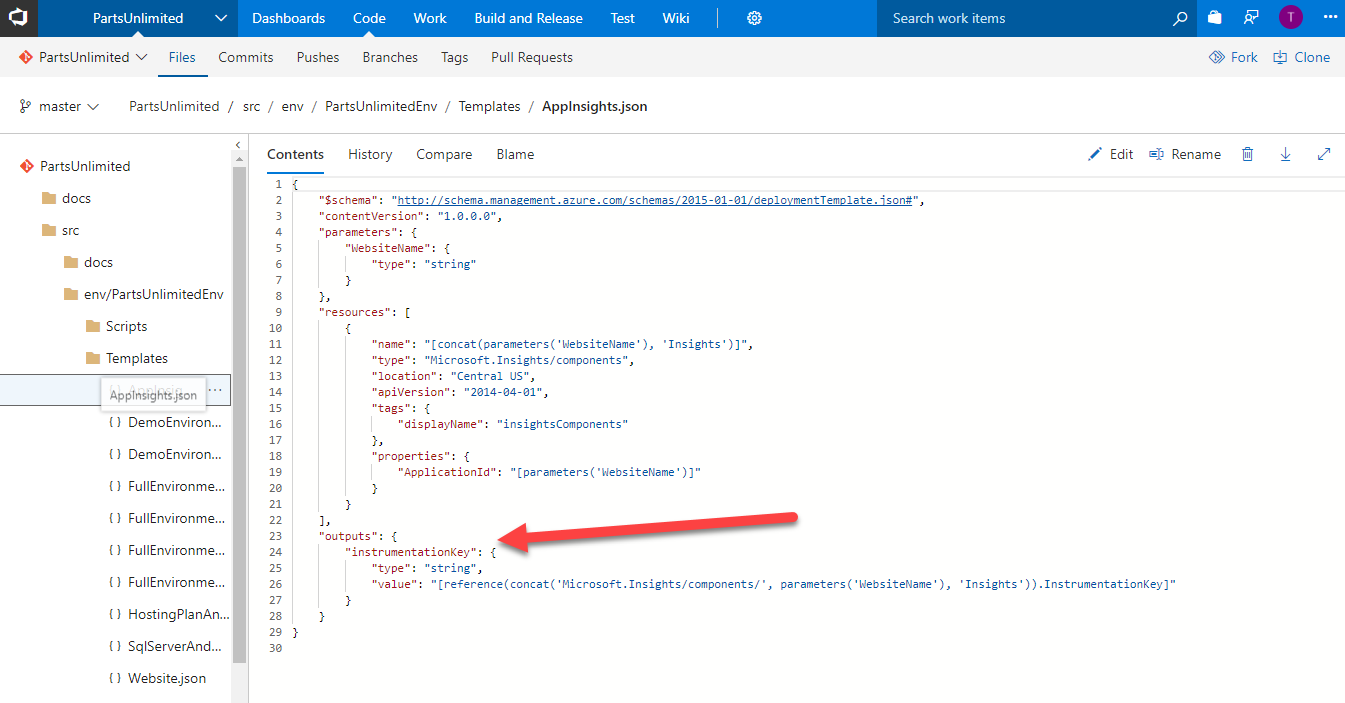 PartsUnlimited Dashboards Code Work Build and Release Test Wiki Search work items T
PartsUnlimited Files Commits Pushes Branches Tags Pull Requests Fork Clone
master PartsUnlimited / src / env / PartsUnlimitedEnv / Templates / AppInsights.json
PartsUnlimited
docs
src
docs
env/PartsUnlimitedEnv
Scripts
Templates
AppInsights.json
{ } DemoEnviron...
{ } DemoEnviron...
{ } FullEnvironme...
{ } FullEnvironme...
{ } FullEnvironme...
{ } FullEnvironme...
{ } HostingPlanAn...
{ } SqlServerAnd...
{ } Website.json
Contents History Compare Blame Edit Rename
1 {
2 "$schema": "http://schema.management.azure.com/schemas/2015-01-01/deploymentTemplate.json#",
3 "contentVersion": "1.0.0.0",
4 "parameters": {
5 "WebsiteName": {
6 "type": "string"
7 }
8 },
9 "resources": [
10 {
11 "name": "[concat(parameters('WebsiteName'), 'Insights')]",
12 "type": "Microsoft.Insights/components",
13 "location": "Central US",
14 "apiVersion": "2014-04-01",
15 "tags": {
16 "displayName": "insightsComponents"
17 },
18 "properties": {
19 "ApplicationId": "[parameters('WebsiteName')]"
20 }
21 }
22 ],
23 "outputs": {
24 "instrumentationKey": {
25 "type": "string",
26 "value": "[reference(concat('Microsoft.Insights/components/', parameters('WebsiteName'), 'Insights')).InstrumentationKey]"
27 }
28 }
29 }
30